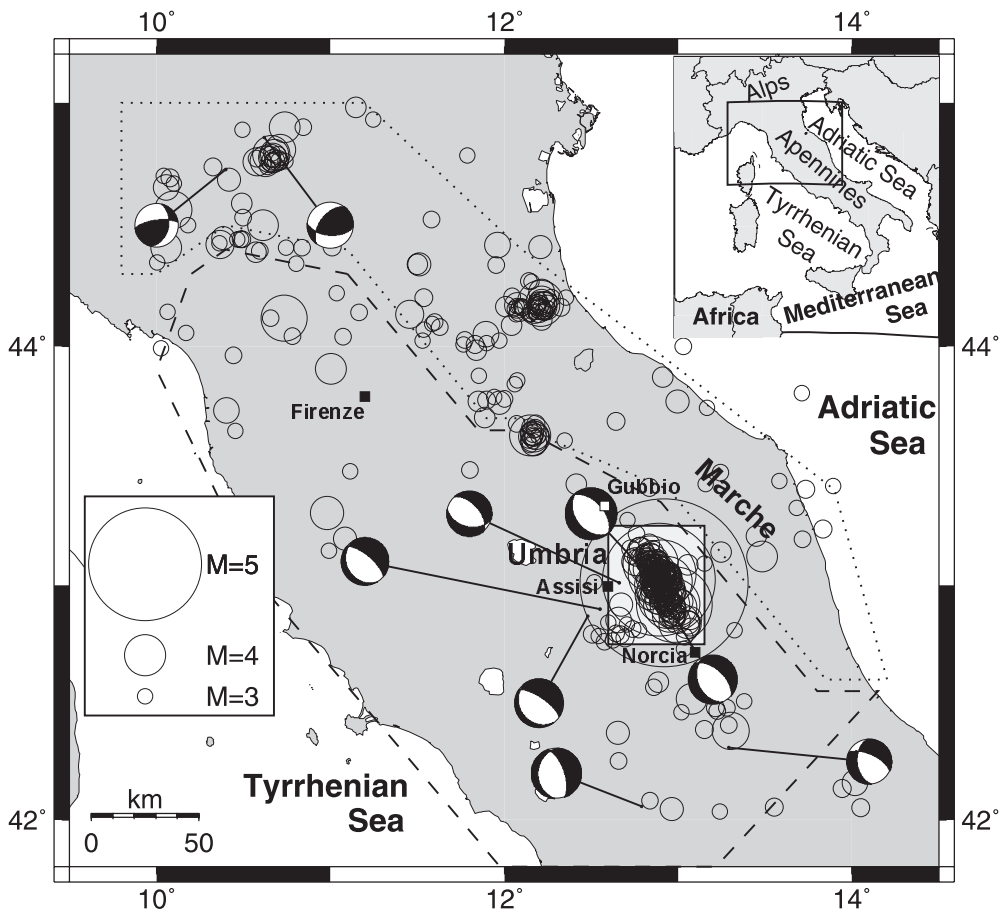 10°
12°
14°
Alps
Adriatic Sea
Apennines
Tyrrhenian
Sea
Africa
Mediterranean
Sea
44°
44°
Firenze
Adriatic
Sea
Marche
Gubbio
Umbria
Assisi
Norcia
M=5
M=4
M=3
Tyrrhenian
Sea
km
0
50
42°
42°
10°
12°
14°